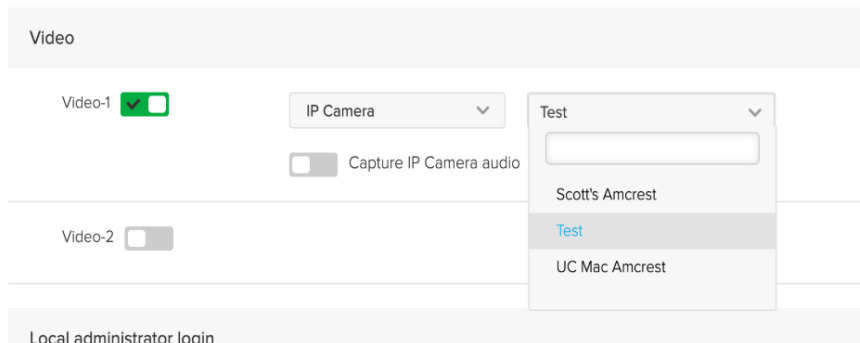 Video
Video-1
IP Camera
Test
Capture IP Camera audio
Scott's Amcrest
Test
UC Mac Amcrest
Video-2
Local administrator login